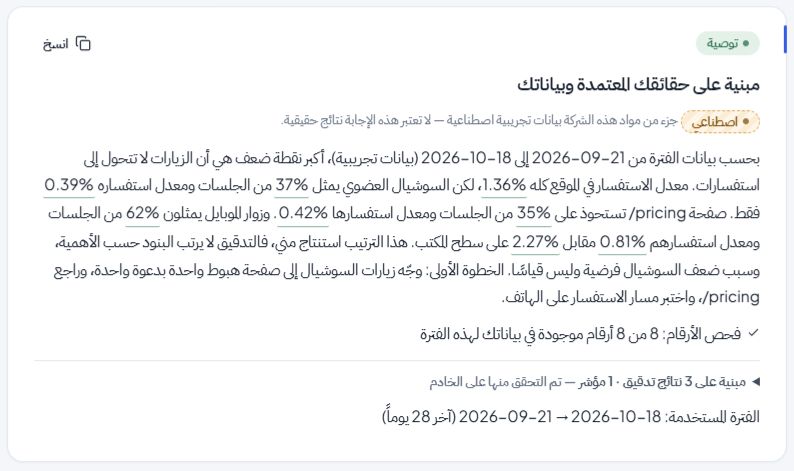 توصية
انسخ
مبنية على حقائقك المعتمدة وبياناتك
اصطناعي جزء من مواد هذه الشركة بيانات تجريبية اصطناعية — لا تعتبر هذه الإجابة نتائج حقيقية.
بحسب بيانات الفترة من 21-09-2026 إلى 18-10-2026 (بيانات تجريبية)، أكبر نقطة ضعف هي أن الزيارات لا تتحول إلى
استفسارات. معدل الاستفسار في الموقع كله 1.36%، لكن السوشيال العضوي يمثل 37% من الجلسات ومعدل استفساره 0.39%
فقط. صفحة pricing/ تستحوذ على 35% من الجلسات ومعدل استفسارها 0.42%. وزوار الموبايل يمثلون 62% من الجلسات
ومعدل استفسارهم 0.81% مقابل 2.27% على سطح المكتب. هذا الترتيب استنتاج مني، فالتدقيق لا يرتب البنود حسب الأهمية،
وسبب ضعف السوشيال فرضية وليس قياسًا. الخطوة الأولى: وجّه زيارات السوشيال إلى صفحة هبوط واحدة بدعوة واحدة، وراجع
pricing/، واختبر مسار الاستفسار على الهاتف.
✓ فحص الأرقام: 8 من 8 أرقام موجودة في بياناتك لهذه الفترة
◀ مبنية على 3 نتائج تدقيق · 1 مؤشر — تم التحقق منها على الخادم
الفترة المستخدمة: 18-10-2026 → 21-09-2026 (آخر 28 يوماً)